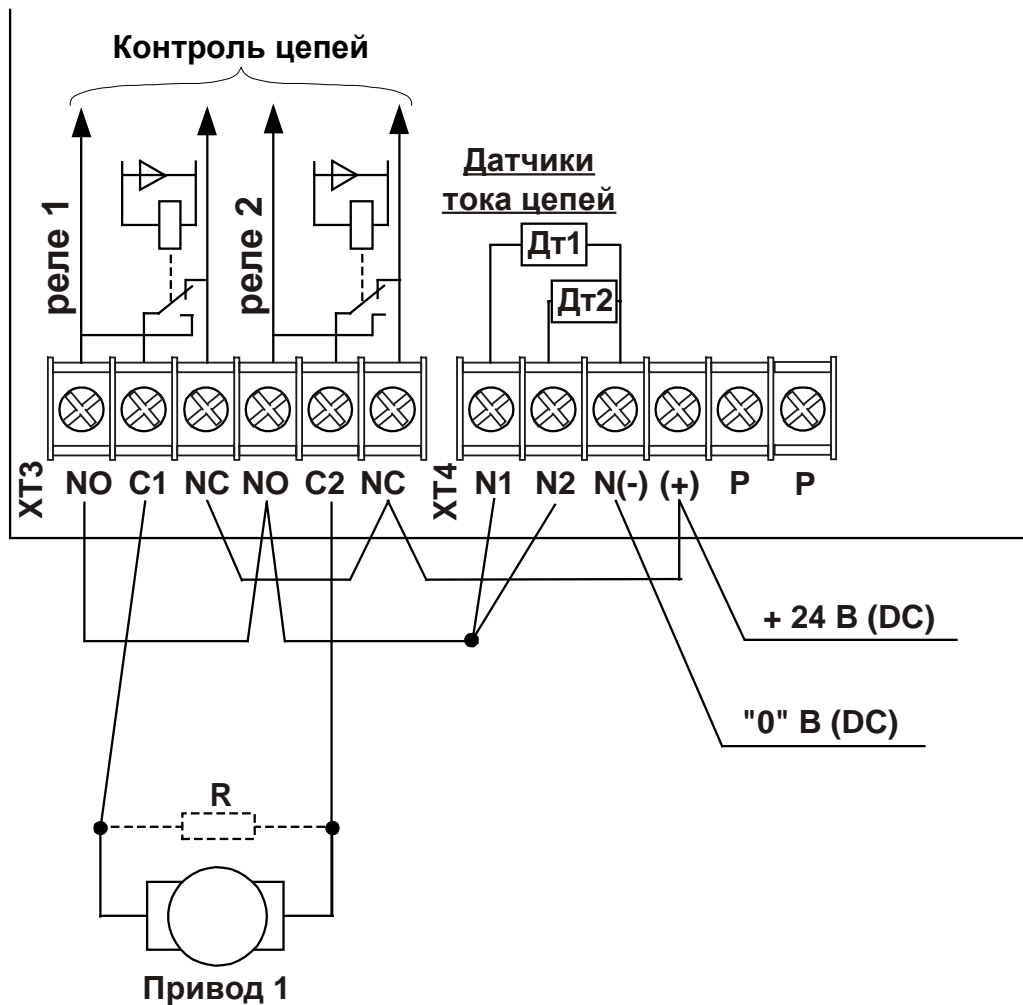 Контроль цепей
реле 1
реле 2
Датчики
тока цепей
Дт1
Дт2
XT3
NO C1 NC NO C2 NC
XT4
N1 N2 N(-) (+) P P
+ 24 В (DC)
"0" В (DC)
R
Привод 1